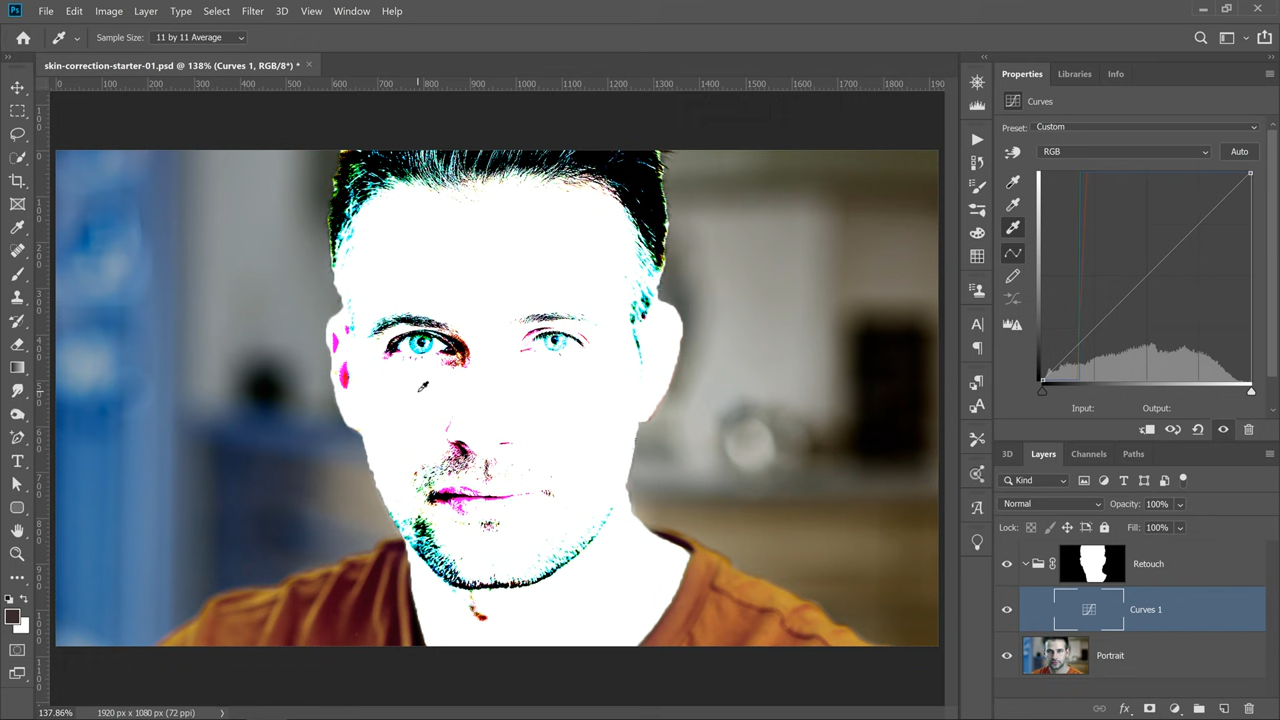 Ps File Edit Image Layer Type Select Filter 3D View Window Help
Sample Size: 11 by 11 Average
skin-correction-starter-01.psd @ 138% (Curves 1, RGB/8*) *
0 100 200 300 400 500 600 700 800 900 1000 1100 1200 1300 1400 1500 1600 1700 1800 190
Properties Libraries Info
Curves
Preset: Custom
RGB Auto
Input: Output:
3D Layers Channels Paths
Kind
Normal Opacity: 100%
Lock: Fill: 100%
Retouch
Curves 1
Portrait
137.86% 1920 px x 1080 px (72 ppi)